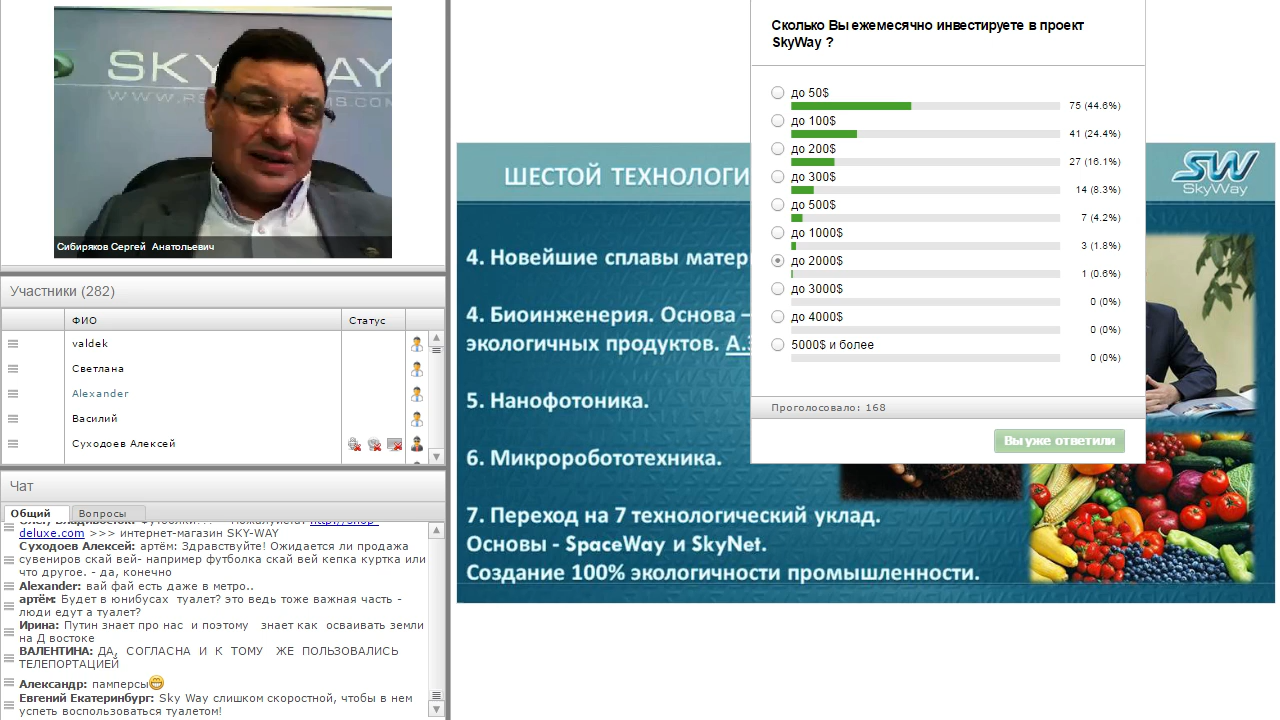 SKY WAY
Сибиряков Сергей Анатольевич
Участники (282)
ФИО
Статус
valdek
Светлана
Alexander
Василий
Суходоев Алексей
Чат
Общий
Вопросы
deluxe.com >>> интернет-магазин SKY-WAY
Суходоев Алексей: артём: Здравствуйте! Ожидается ли продажа
сувениров скай вей- например футболка скай вей кепка куртка или
что другое. - да, конечно
Alexander: вай фай есть даже в метро..
артём: Будет в юнибусах туалет? это ведь тоже важная часть -
люди едут а туалет?
Ирина: Путин знает про нас и поэтому знает как осваивать земли
на Д востоке
ВАЛЕНТИНА: ДА, СОГЛАСНА И К ТОМУ ЖЕ ПОЛЬЗОВАЛИСЬ
ТЕЛЕПОРТАЦИЕЙ
Александр: памперсы
Евгений Екатеринбург: Sky Way слишком скоростной, чтобы в нем
успеть воспользоваться туалетом!
ШЕСТОЙ ТЕХНОЛОГИ
SW
SkyWay
4. Новейшие сплавы матер
4. Биоинженерия. Основа –
экологичных продуктов. А.З
5. Нанофотоника.
6. Микроробототехника.
7. Переход на 7 технологический уклад.
Основы - SpaceWay и SkyNet.
Создание 100% экологичности промышленности.
Сколько Вы ежемесячно инвестируете в проект
SkyWay ?
до 50$
75 (44.6%)
до 100$
41 (24.4%)
до 200$
27 (16.1%)
до 300$
14 (8.3%)
до 500$
7 (4.2%)
до 1000$
3 (1.8%)
до 2000$
1 (0.6%)
до 3000$
0 (0%)
до 4000$
0 (0%)
5000$ и более
0 (0%)
Проголосовало: 168
Вы уже ответили